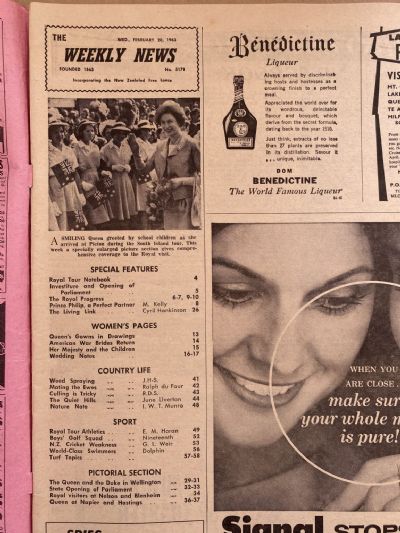 THE
WED., FEBRUARY 20, 1963
WEEKLY NEWS
FOUNDED 1863 No. 5178
Incorporating the New Zealand Free Lance
A SMILING Queen greeted by school children as she
arrived at Picton during the South Island tour. This
week a specially enlarged picture section gives compre-
hensive coverage to the Royal visit.
SPECIAL FEATURES
Royal Tour Notebook 4
Investiture and Opening of
Parliament 5
The Royal Progress 6-7, 9-10
Prince Philip, a Perfect Partner M. Kelly 8
The Living Link Cyril Hankinson 26
WOMEN'S PAGES
Queen's Gowns in Drawings 13
American War Brides Return 14
Her Majesty and the Children 15
Wedding Notes 16-17
COUNTRY LIFE
Weed Spraying J.H.S. 41
Mating the Ewes Ralph du Faur 42
Culling is Tricky P.D.S. 43
The Quiet Hills June Litherton 44
Nature Note J. W. T. Munro 48
SPORT
Royal Tour Athletics E. M. Horan 49
Boys' Golf Squad Nineteenth 52
N.Z. Cricket Weakness G. L. Weir 53
World-Class Swimmers Dolphin 56
Turf Topics 57-58
PICTORIAL SECTION
The Queen and the Duke in Wellington 29-31
State Opening of Parliament 32-33
Royal visitors at Nelson and Blenheim 34
Queen at Napier and Hastings 36-37
Bénédictine
Liqueur
Always served by discriminat-
ing hosts and hostesses as a
crowning finish to a perfect
meal.
Appreciated the world over for
its wondrous, delectable
flavour and bouquet, which
derive from the secret formula,
dating back to the year 1510.
Just think, extracts of no less
than 27 plants are preserved
in its distillation. Savour it
... unique, inimitable.
DOM
BENEDICTINE
The World Famous Liqueur
LA
VIS
MT.
LAK
QUE
TE A
MILF
P.O
WHEN YOU
ARE CLOSE
make sur
your whole m
is pure!
Signal STOPS